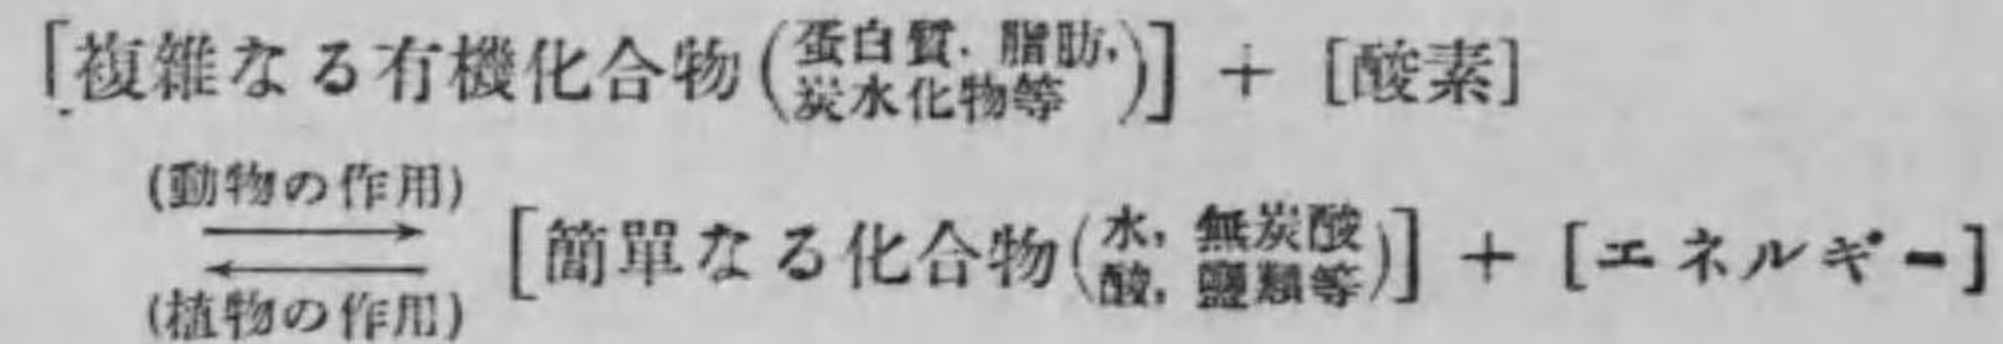 [複雜なる有機化合物(蛋白質, 脂肪, 炭水化物等)] + [酸素]
(動物の作用)
⇄ [簡單なる化合物(水, 無炭酸酸, 鹽類等)] + [エネルギー]
(植物の作用)